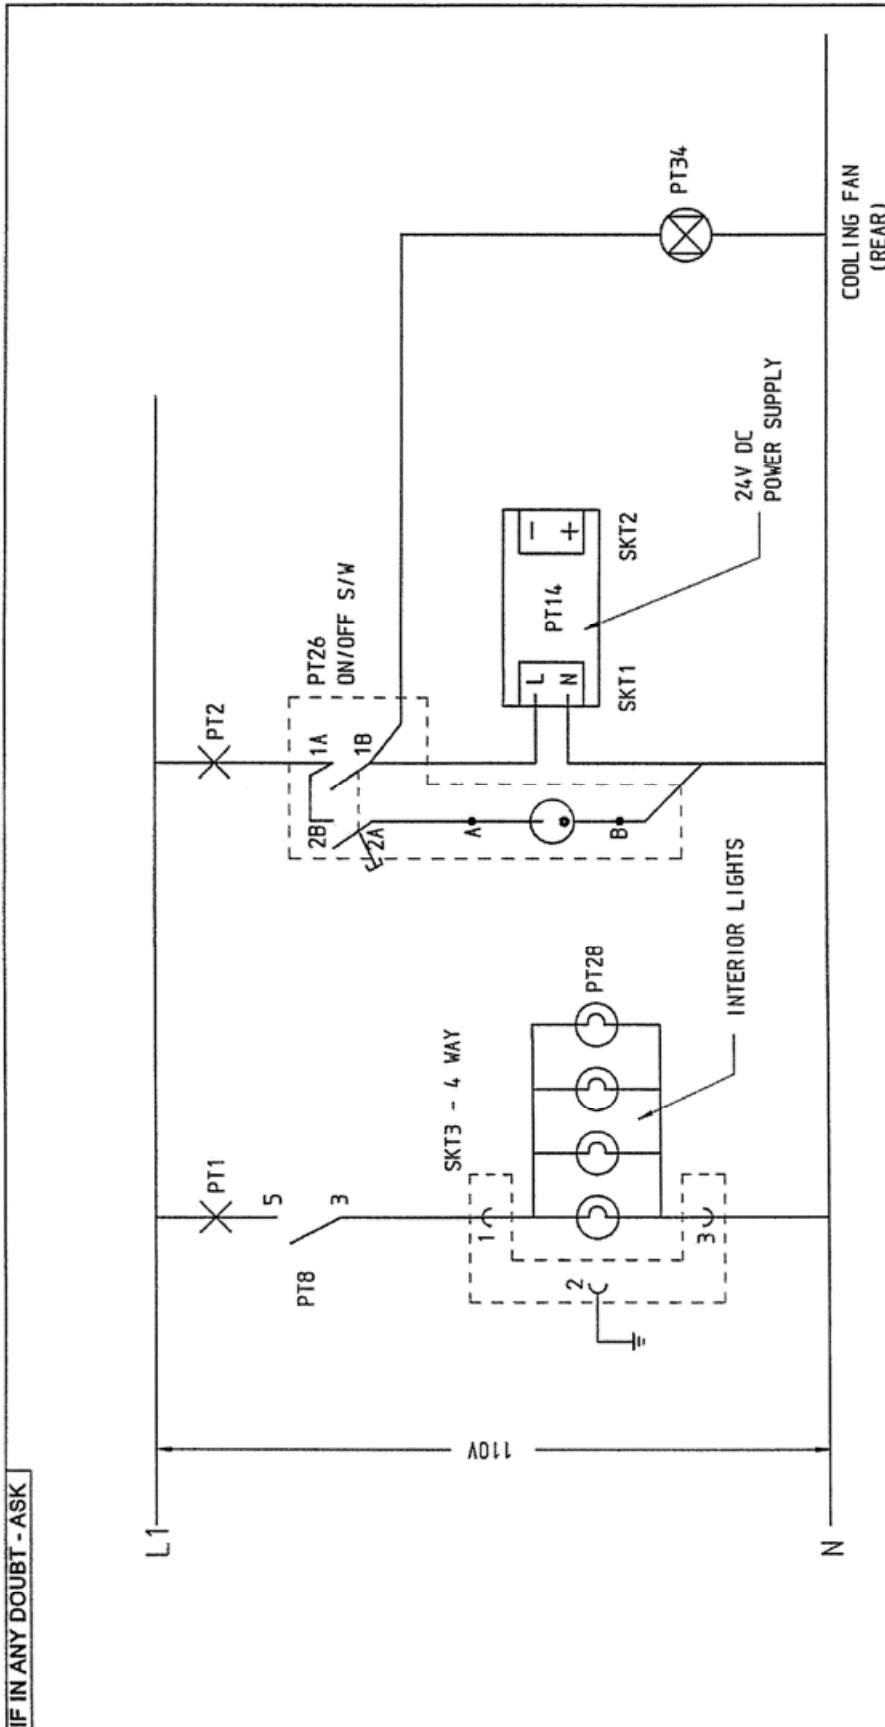 IF IN ANY DOUBT - ASK
L1
N
110V
PT1
5
3
PT8
SKT3 - 4 WAY
1
2
3
PT28
INTERIOR LIGHTS
PT2
PT26
ON/OFF S/W
1A
1B
2B
2A
A
B
L
N
PT14
-
+
SKT1
SKT2
24V DC
POWER SUPPLY
PT34
COOLING FAN
(REAR)